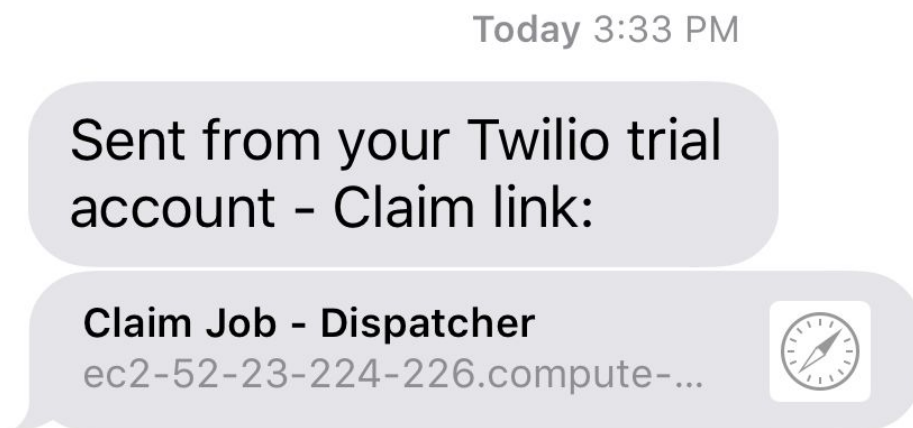 Today 3:33 PM
Sent from your Twilio trial
account - Claim link:
Claim Job - Dispatcher
ec2-52-23-224-226.compute-...